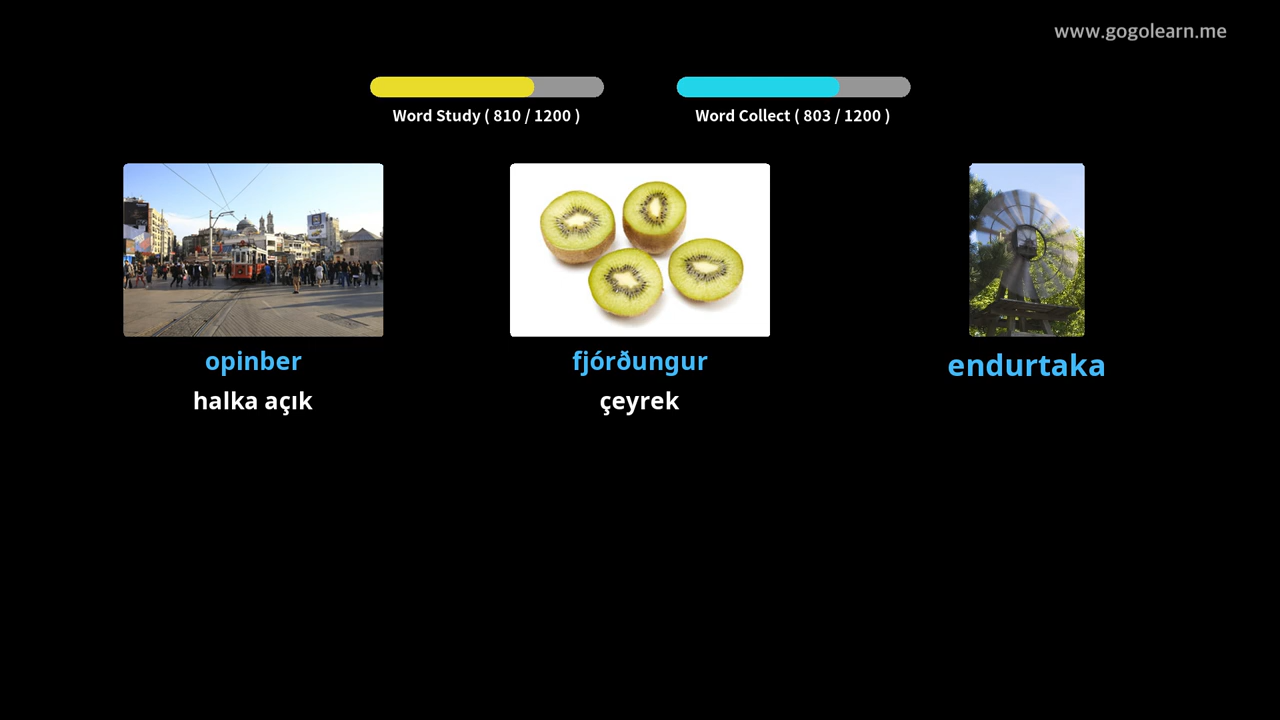 www.gogolearn.me
Word Study ( 810 / 1200 )
Word Collect ( 803 / 1200 )
opinber
halka açık
fjórðungur
çeyrek
endurtaka